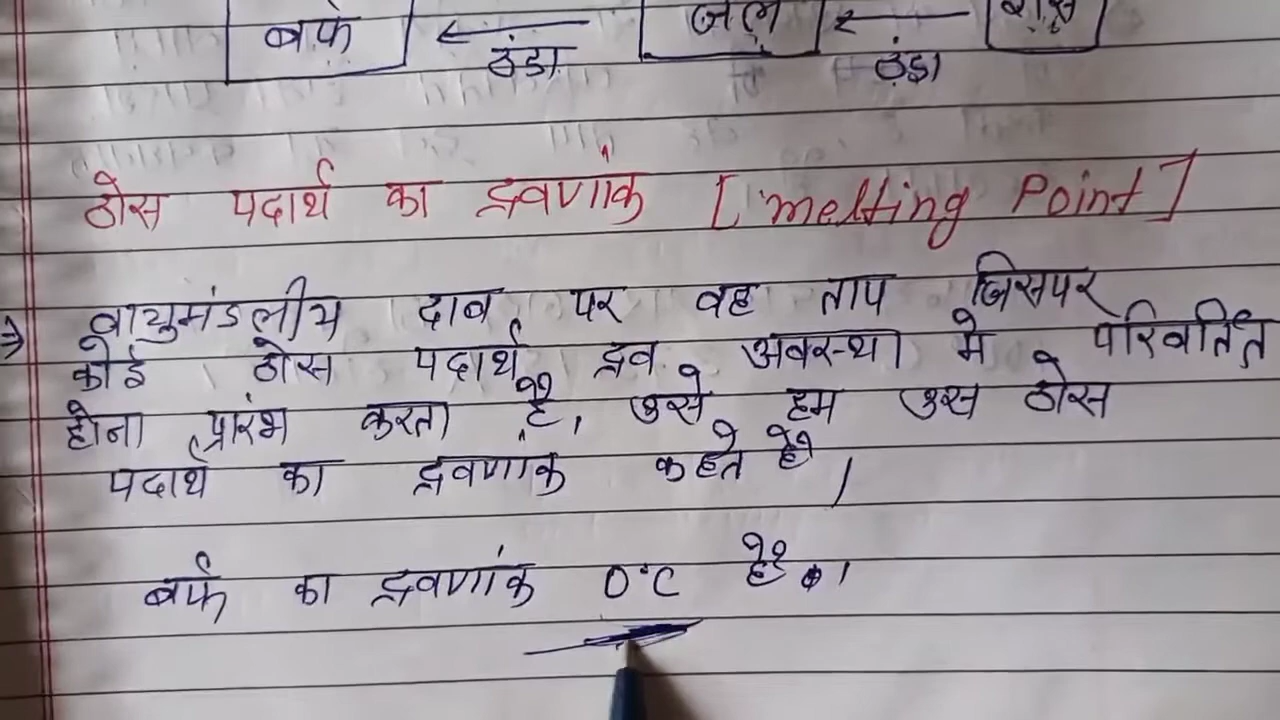 बर्फ जल गैस
ठंडा ठंडा
ठोस पदार्थ का द्रवणांक [melting Point]
⇒ वायुमंडलीय दाब पर वह ताप जिसपर
कोई ठोस पदार्थ द्रव अवस्था मे परिवर्तित
होना प्रारंभ करता है, उसे हम उस ठोस
पदार्थ का द्रवणांक कहते है।
बर्फ का द्रवणांक 0°C है।